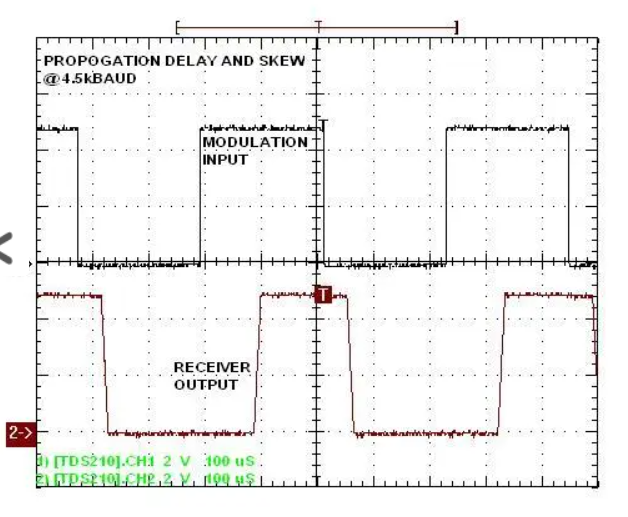 T
PROPOGATION DELAY AND SKEW
@4.5kBAUD
T
MODULATION
INPUT
T
RECEIVER
OUTPUT
2->
1) [TDS210].CH1 2 V 100 uS
2) [TDS210].CH2 2 V 100 uS